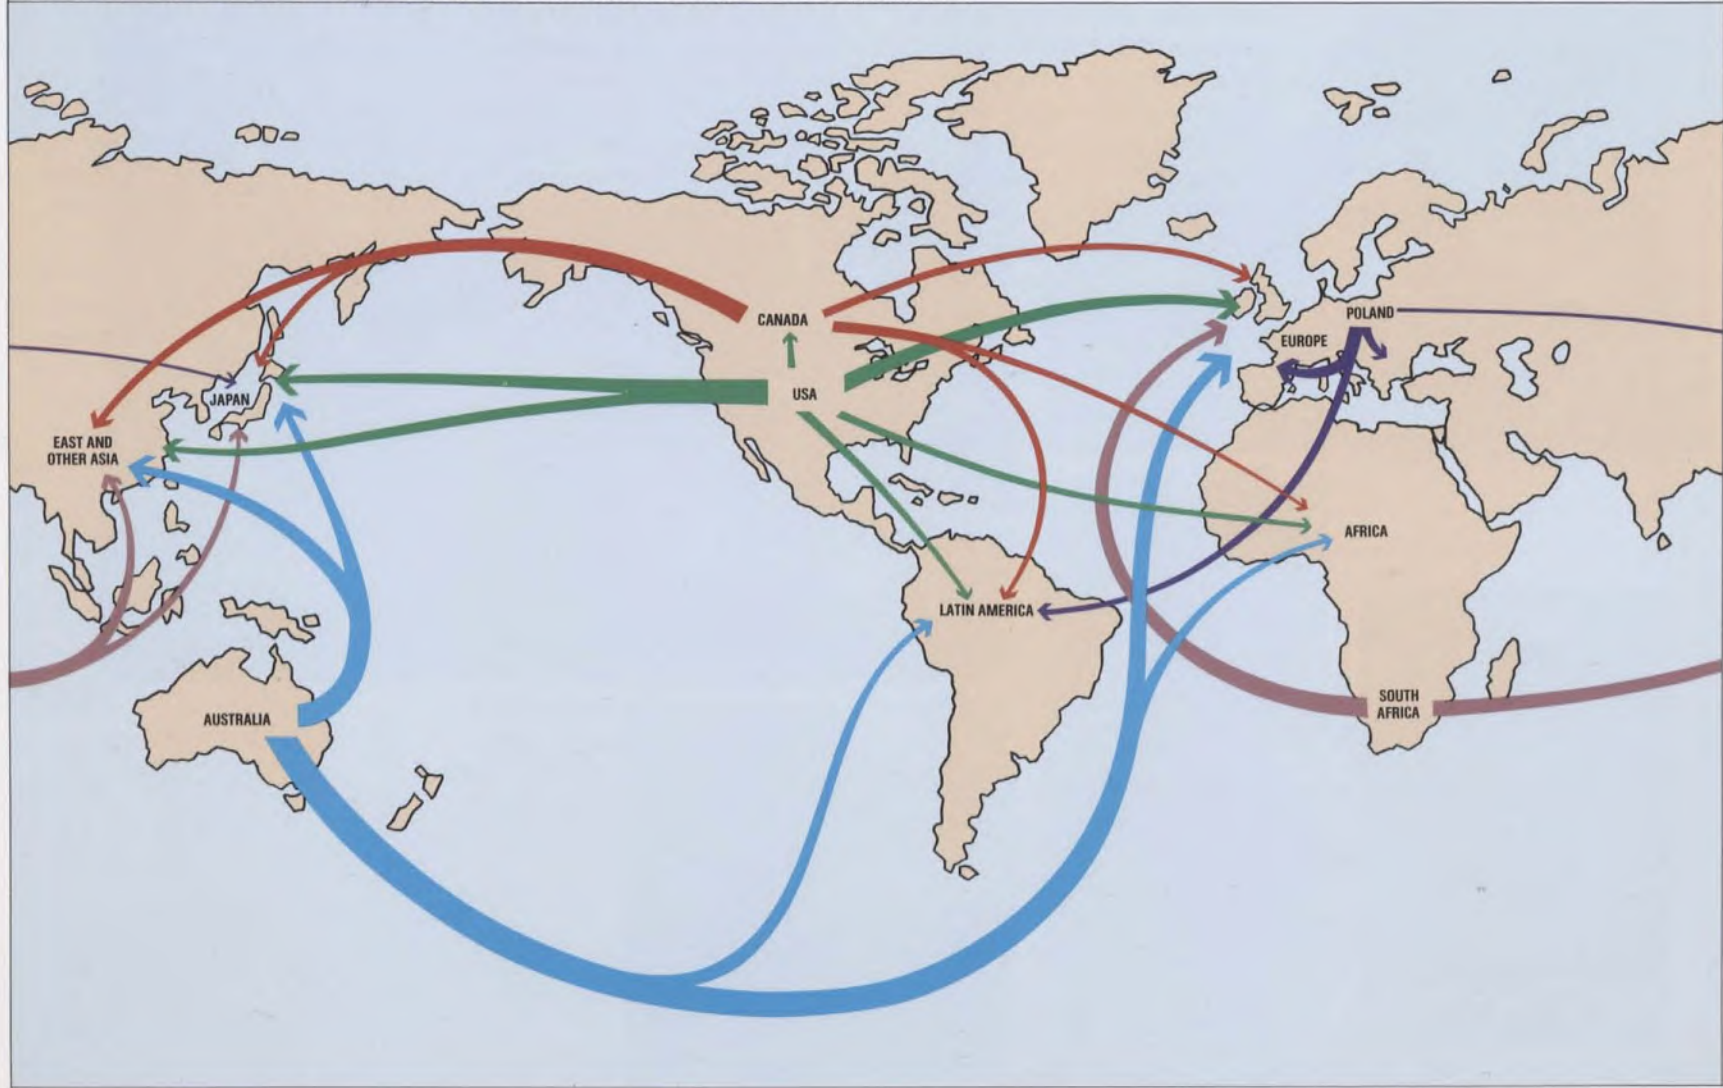 CANADA
POLAND
EUROPE
USA
JAPAN
EAST AND
OTHER ASIA
AFRICA
LATIN AMERICA
SOUTH
AFRICA
AUSTRALIA